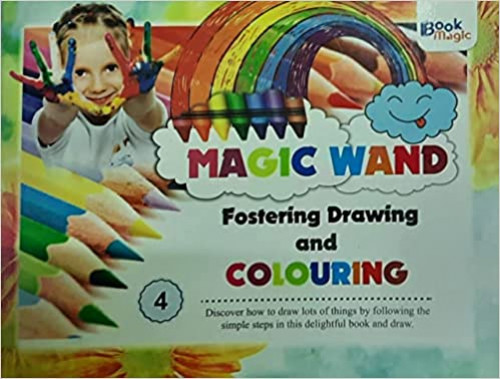 Book
Magic
MAGIC WAND
Fostering Drawing
and
COLOURING
4
Discover how to draw lots of things by following the
simple steps in this delightful book and draw.